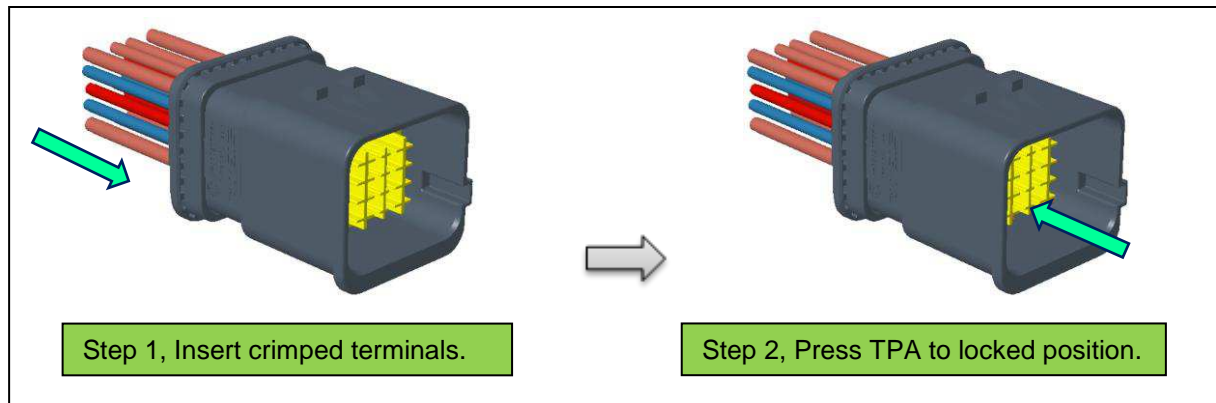 Step 1, Insert crimped terminals.
Step 2, Press TPA to locked position.